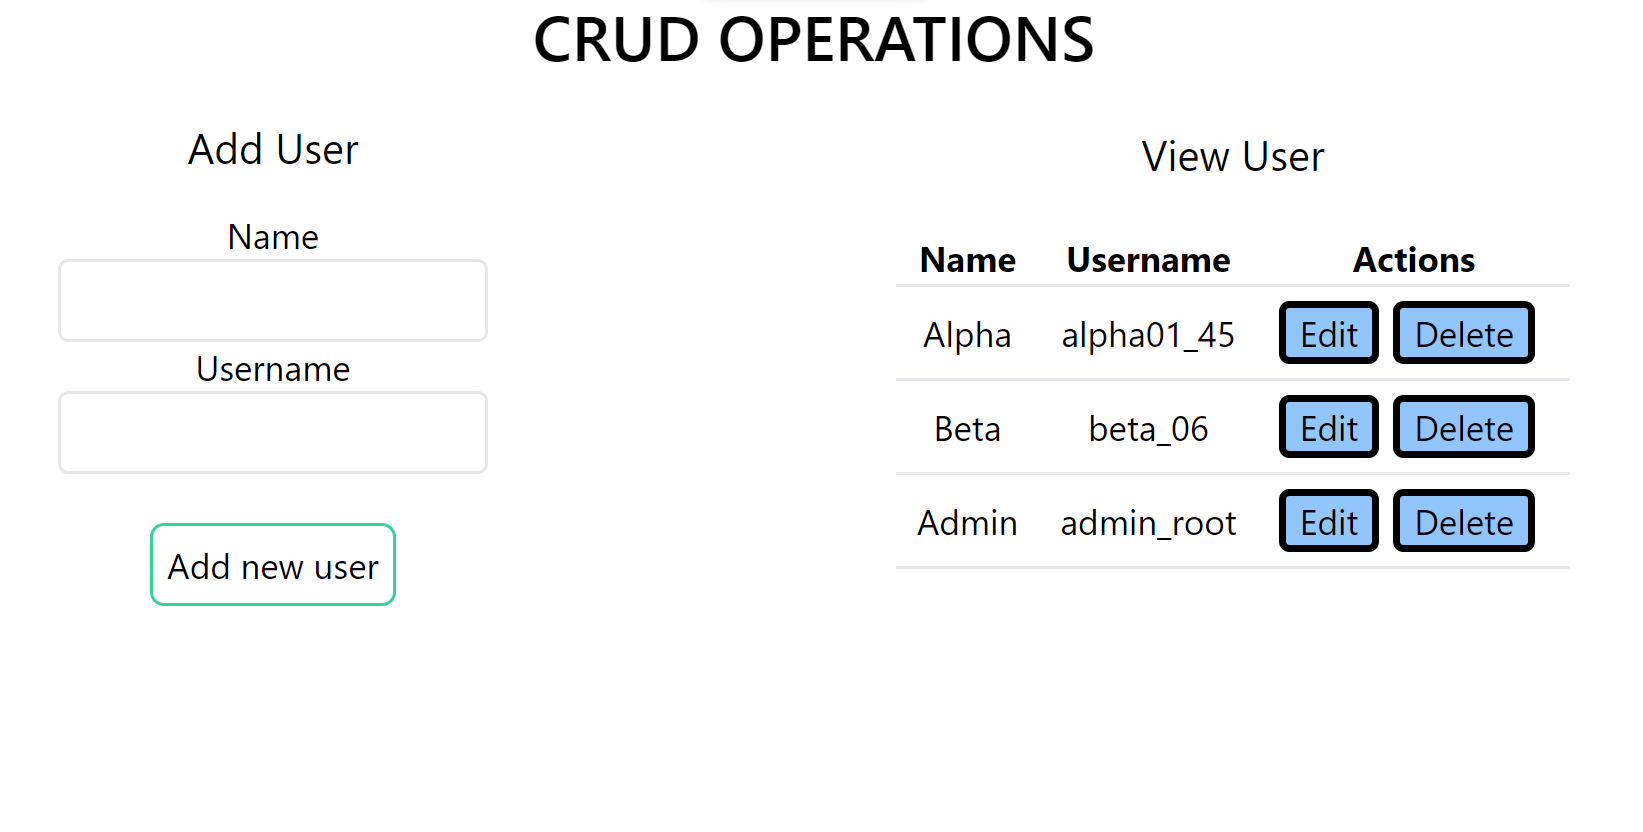 CRUD OPERATIONS
Add User
Name
Username
Add new user
View User
Name Username Actions
Alpha alpha01_45 Edit Delete
Beta beta_06 Edit Delete
Admin admin_root Edit Delete